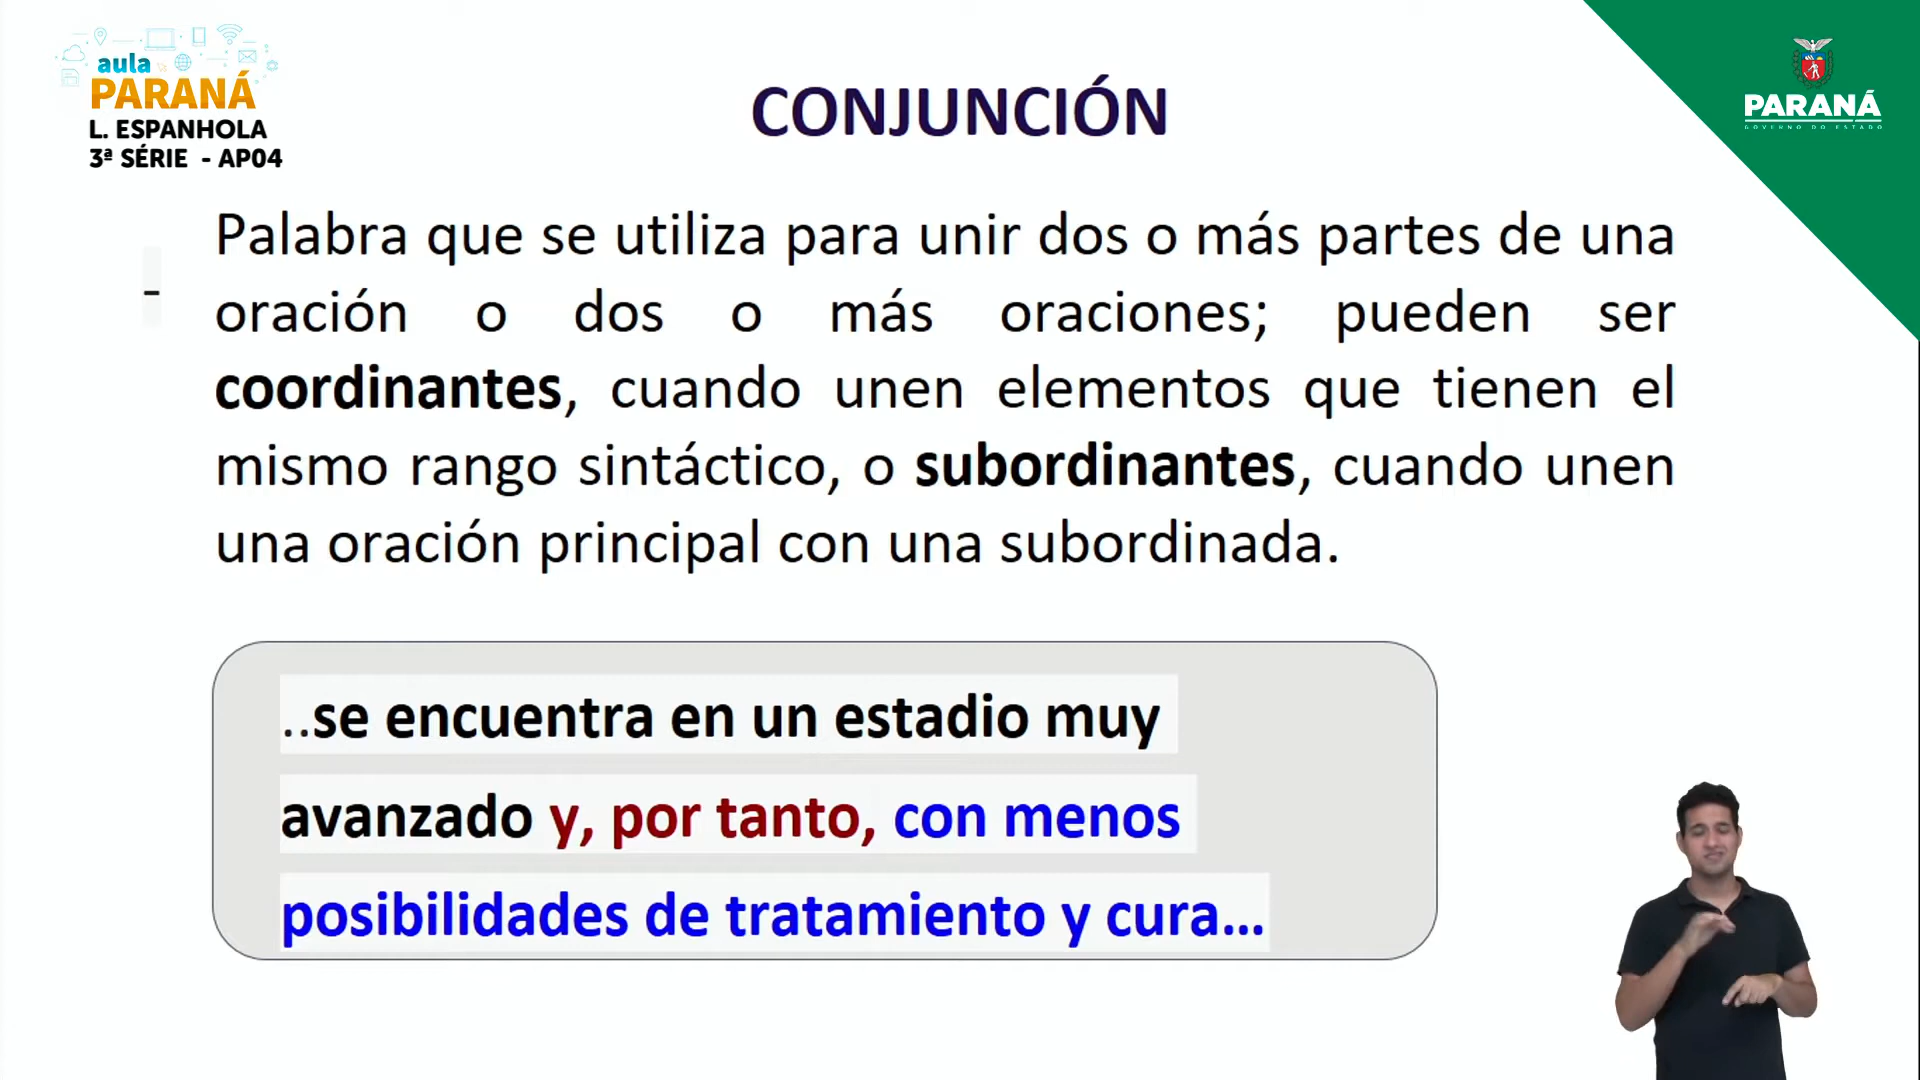 aula
PARANÁ
L. ESPANHOLA
3ª SÉRIE - AP04
CONJUNCIÓN
PARANÁ
GOVERNO DO ESTADO
-
Palabra que se utiliza para unir dos o más partes de una
oración o dos o más oraciones; pueden ser
coordinantes, cuando unen elementos que tienen el
mismo rango sintáctico, o subordinantes, cuando unen
una oración principal con una subordinada.
..se encuentra en un estadio muy
avanzado y, por tanto, con menos
posibilidades de tratamiento y cura...